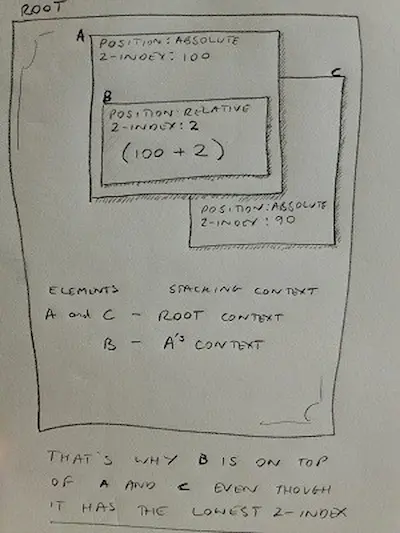 ROOT
A
POSITION: ABSOLUTE
Z-INDEX: 100
C
B
POSITION: RELATIVE
Z-INDEX: 2
(100 + 2)
POSITION: ABSOLUTE
Z-INDEX: 90
ELEMENTS STACKING CONTEXT
A and C - ROOT CONTEXT
B - A'S CONTEXT
THAT'S WHY B IS ON TOP
OF A AND C EVEN THOUGH
IT HAS THE LOWEST Z-INDEX